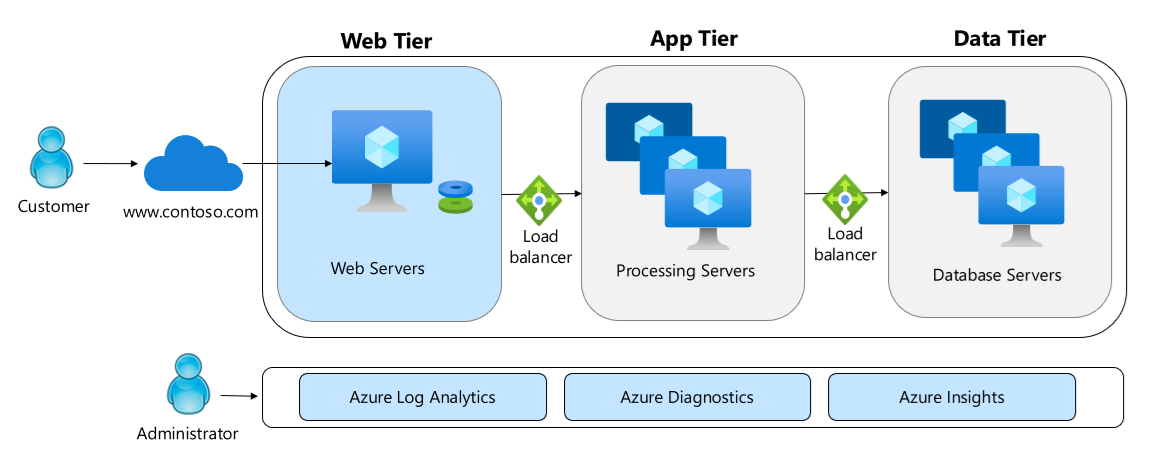 Web Tier
App Tier
Data Tier
Customer
www.contoso.com
Web Servers
Load
balancer
Processing Servers
Load
balancer
Database Servers
Administrator
Azure Log Analytics
Azure Diagnostics
Azure Insights